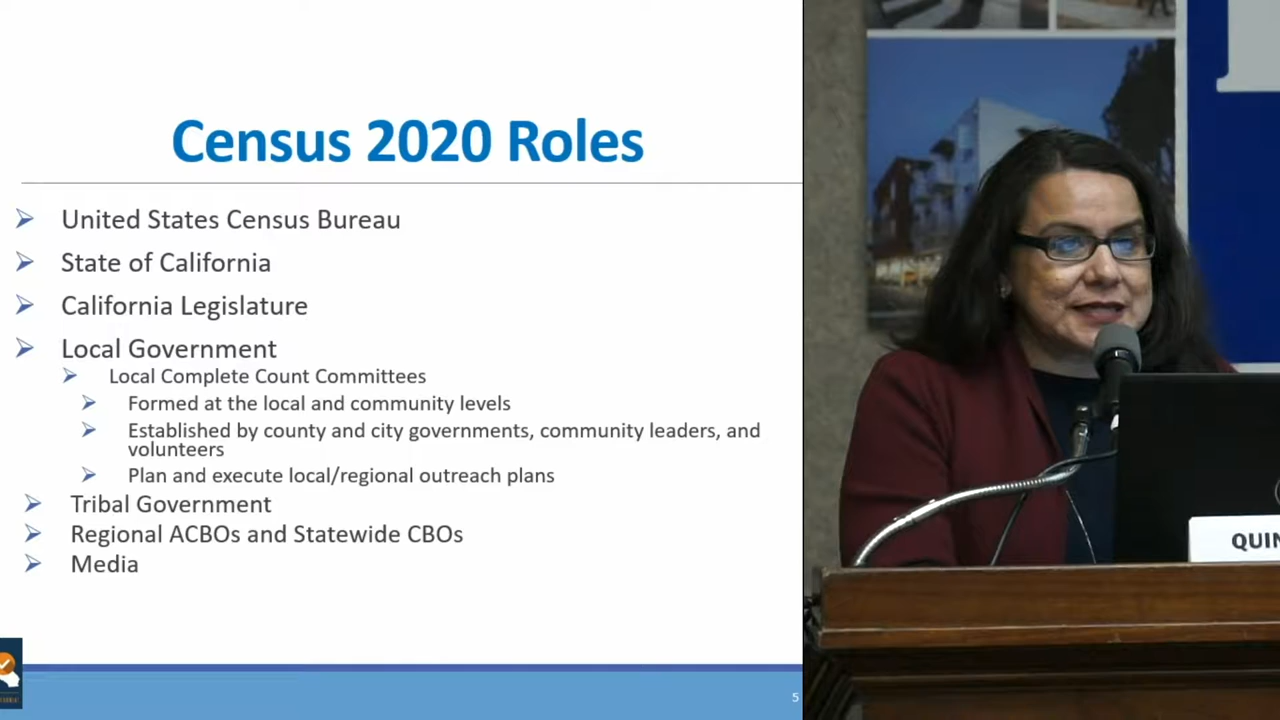 Census 2020 Roles
United States Census Bureau
State of California
California Legislature
Local Government
Local Complete Count Committees
Formed at the local and community levels
Established by county and city governments, community leaders, and
volunteers
Plan and execute local/regional outreach plans
Tribal Government
Regional ACBOs and Statewide CBOs
Media
5
QUIN